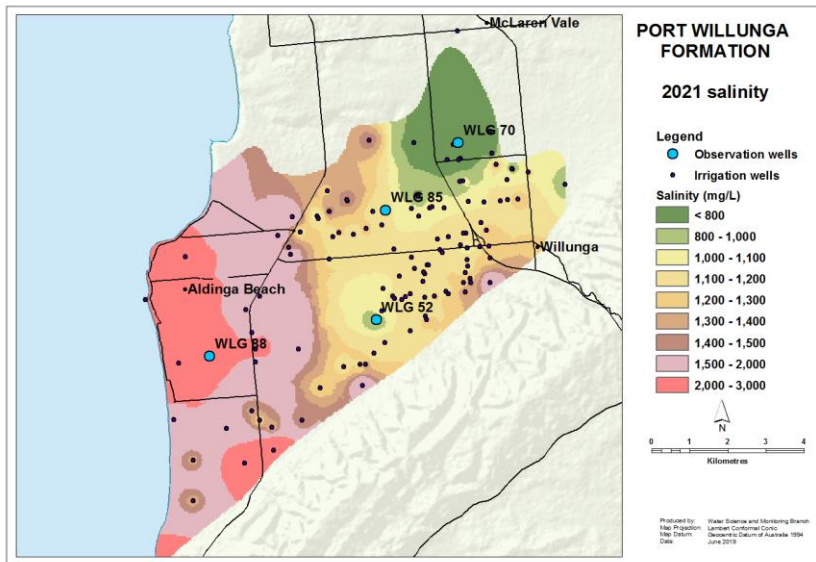 McLaren Vale
WLG 70
WLG 85
Willunga
Aldinga Beach
WLG 52
WLG 38
PORT WILLUNGA
FORMATION
2021 salinity
Legend
Observation wells
Irrigation wells
Salinity (mg/L)
< 800
800 - 1,000
1,000 - 1,100
1,100 - 1,200
1,200 - 1,300
1,300 - 1,400
1,400 - 1,500
1,500 - 2,000
2,000 - 3,000
N
0 1 2 3 4
Kilometres
Produced by: Water Science and Monitoring Branch
Map Projection: Lambert Conformal Conic
Map Datum: Geocentric Datum of Australia 1994
Date: June 2019